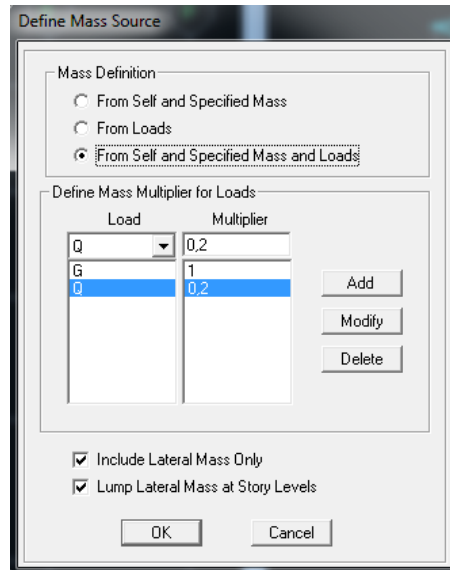 Define Mass Source
Mass Definition
From Self and Specified Mass
From Loads
From Self and Specified Mass and Loads
Define Mass Multiplier for Loads
Load Multiplier
Q 0,2
G 1
Q 0,2
Add
Modify
Delete
Include Lateral Mass Only
Lump Lateral Mass at Story Levels
OK Cancel